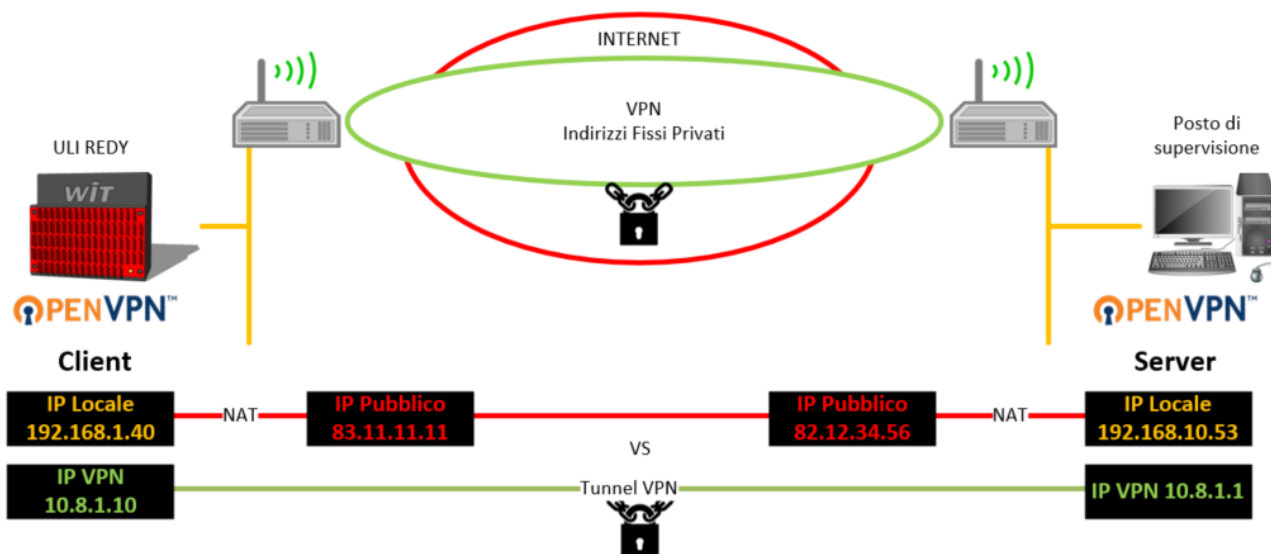 INTERNET
VPN
Indirizzi Fissi Privati
ULI REDY
Posto di
supervisione
wit
OPENVPN™
OPENVPN™
Client
Server
IP Locale
192.168.1.40
NAT
IP Pubblico
83.11.11.11
IP Pubblico
82.12.34.56
NAT
IP Locale
192.168.10.53
VS
IP VPN
10.8.1.10
Tunnel VPN
IP VPN 10.8.1.1